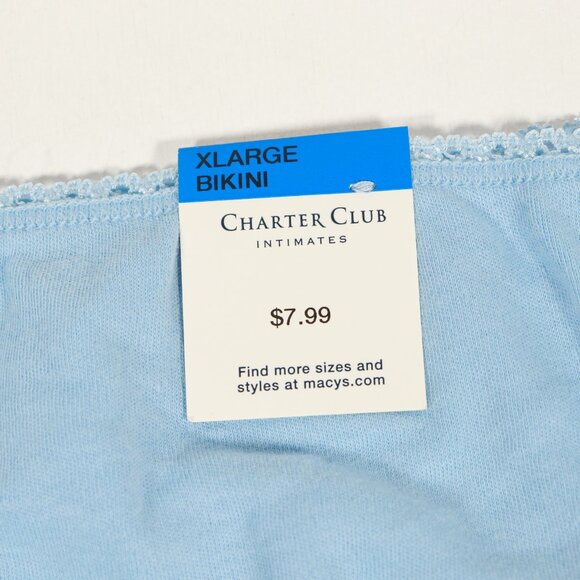 XLARGE
BIKINI
CHARTER CLUB
INTIMATES
$7.99
Find more sizes and
styles at macys.com